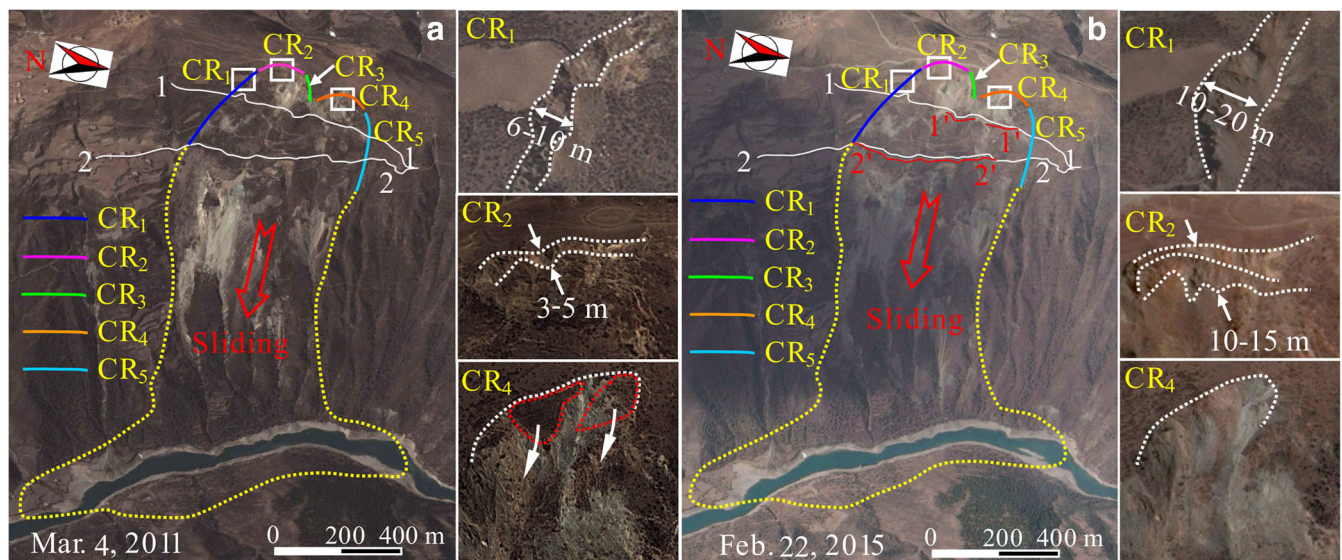 a
N
CR₁
CR₂
CR₃
CR₄
CR₅
1
1
2
2
CR₁
CR₂
CR₃
CR₄
CR₅
Sliding
Mar. 4, 2011
0 200 400 m
CR₁
6-10 m
CR₂
3-5 m
CR₄
b
N
CR₁
CR₂
CR₃
CR₄
CR₅
1
1'
1'
1
2
2'
2'
2
CR₁
CR₂
CR₃
CR₄
CR₅
Sliding
Feb. 22, 2015
0 200 400 m
CR₁
10-20 m
CR₂
10-15 m
CR₄